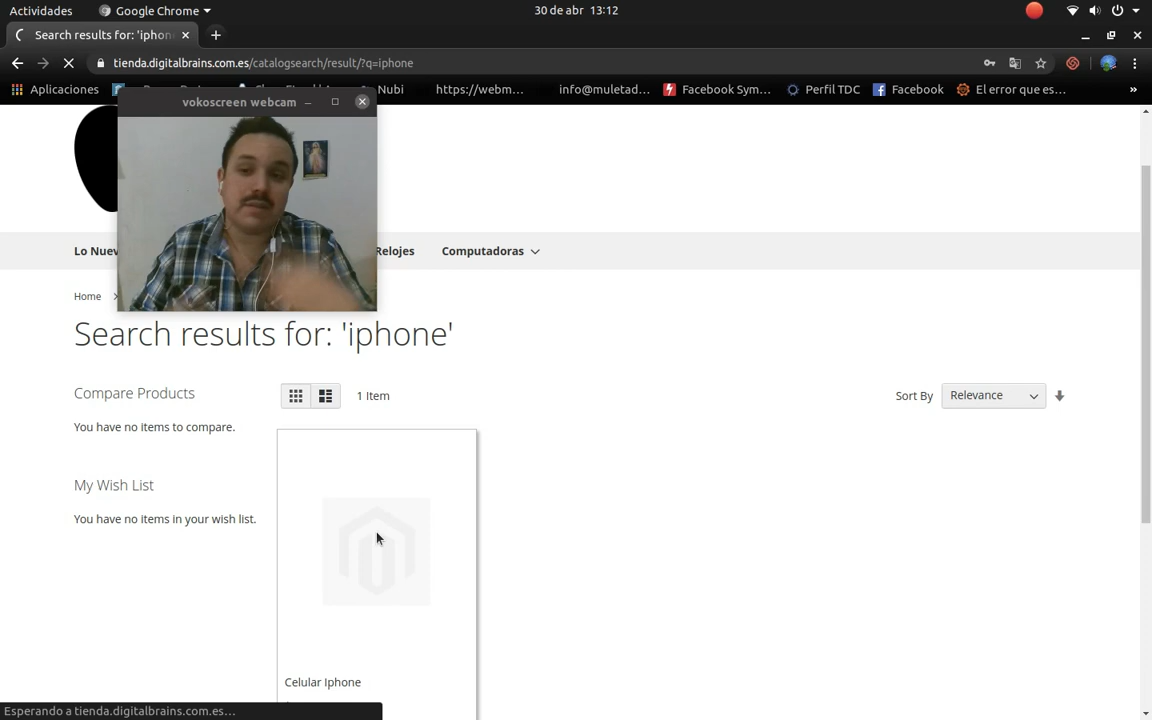 Actividades
Google Chrome
30 de abr 13:12
Search results for: 'iphon
tienda.digitalbrains.com.es/catalogsearch/result/?q=iphone
Aplicaciones
Nubi
https://webm…
info@muletad…
Facebook Sym…
Perfil TDC
Facebook
El error que es…
»
vokoscreen webcam
Lo Nuev
Relojes
Computadoras
Home
Search results for: 'iphone'
Compare Products
You have no items to compare.
My Wish List
You have no items in your wish list.
1 Item
Sort By
Relevance
Celular Iphone
Esperando a tienda.digitalbrains.com.es…